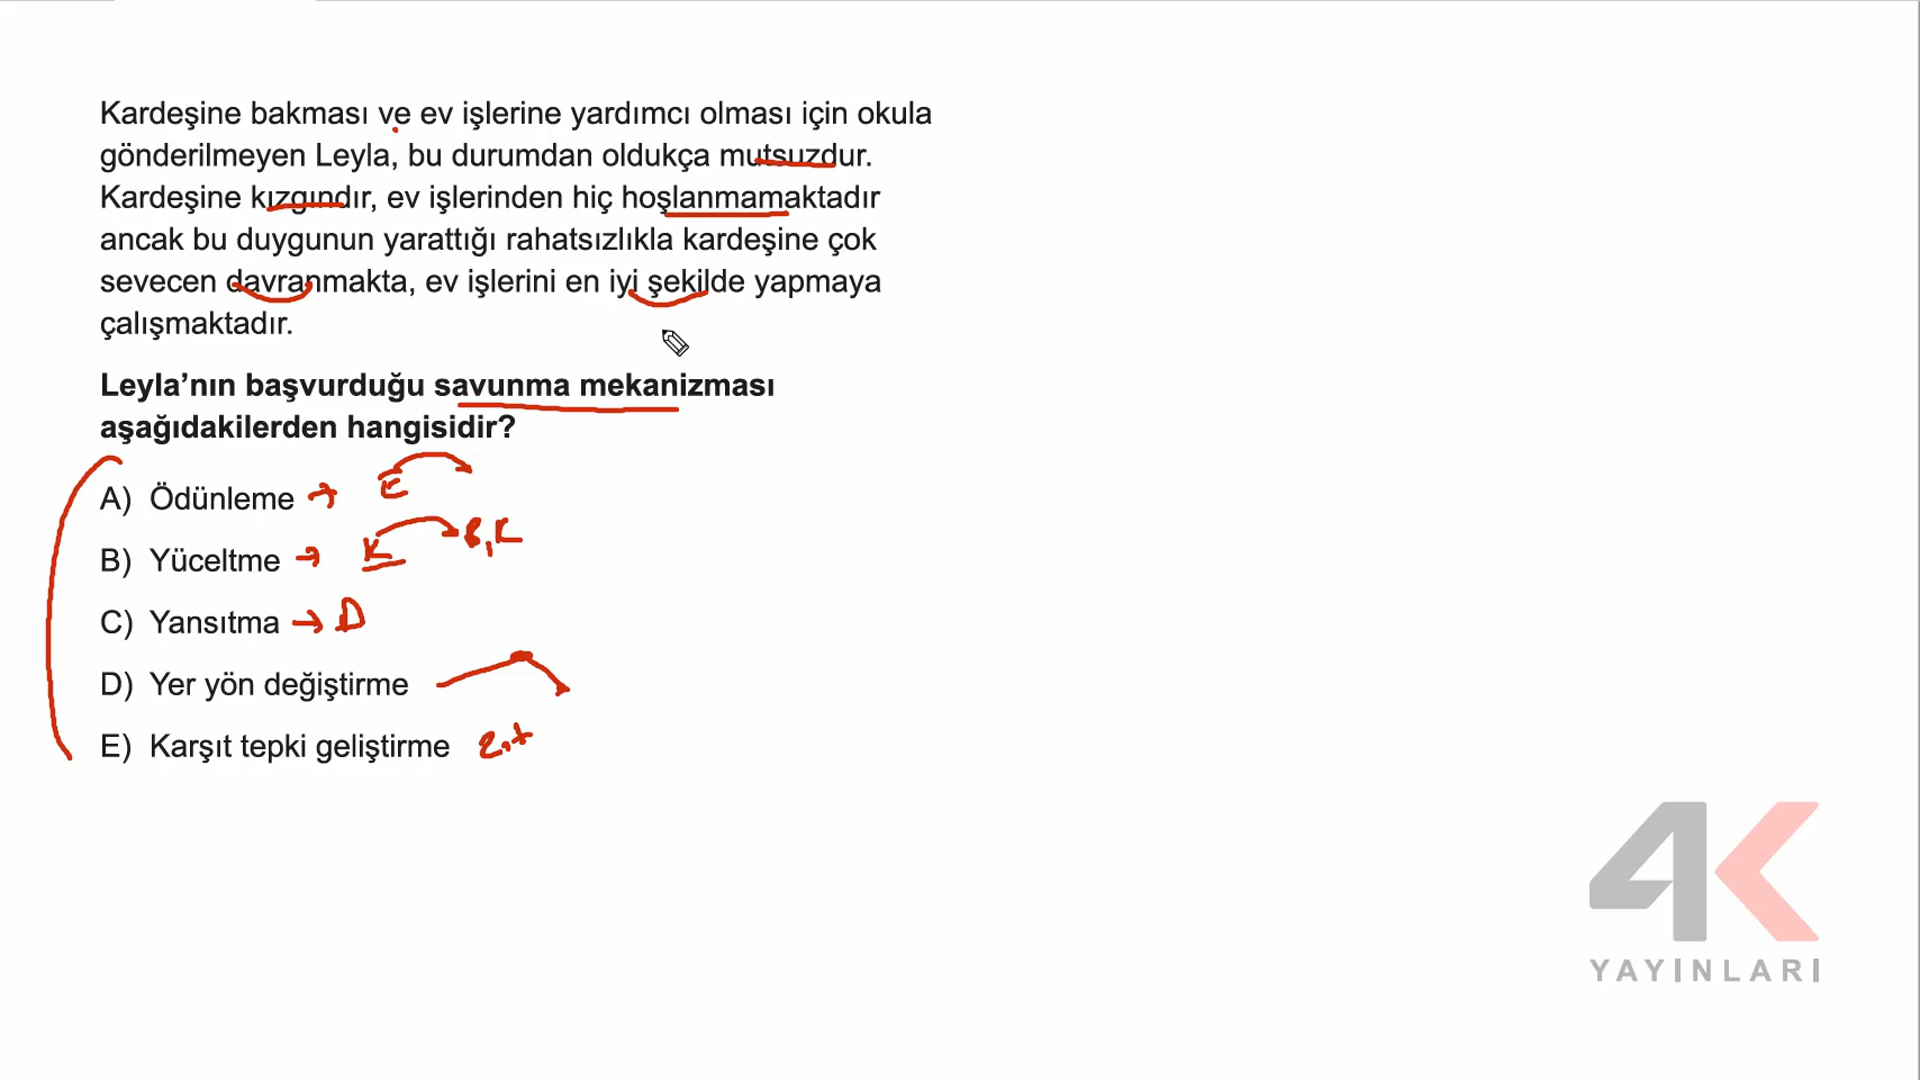 Kardeşine bakması ve ev işlerine yardımcı olması için okula
gönderilmeyen Leyla, bu durumdan oldukça mutsuzdur.
Kardeşine kızgındır, ev işlerinden hiç hoşlanmamaktadır
ancak bu duygunun yarattığı rahatsızlıkla kardeşine çok
sevecen davranmakta, ev işlerini en iyi şekilde yapmaya
çalışmaktadır.
Leyla’nın başvurduğu savunma mekanizması
aşağıdakilerden hangisidir?
A) Ödünleme
B) Yüceltme K
C) Yansıtma D
D) Yer yön değiştirme
E) Karşıt tepki geliştirme
4K
YAYINLARI